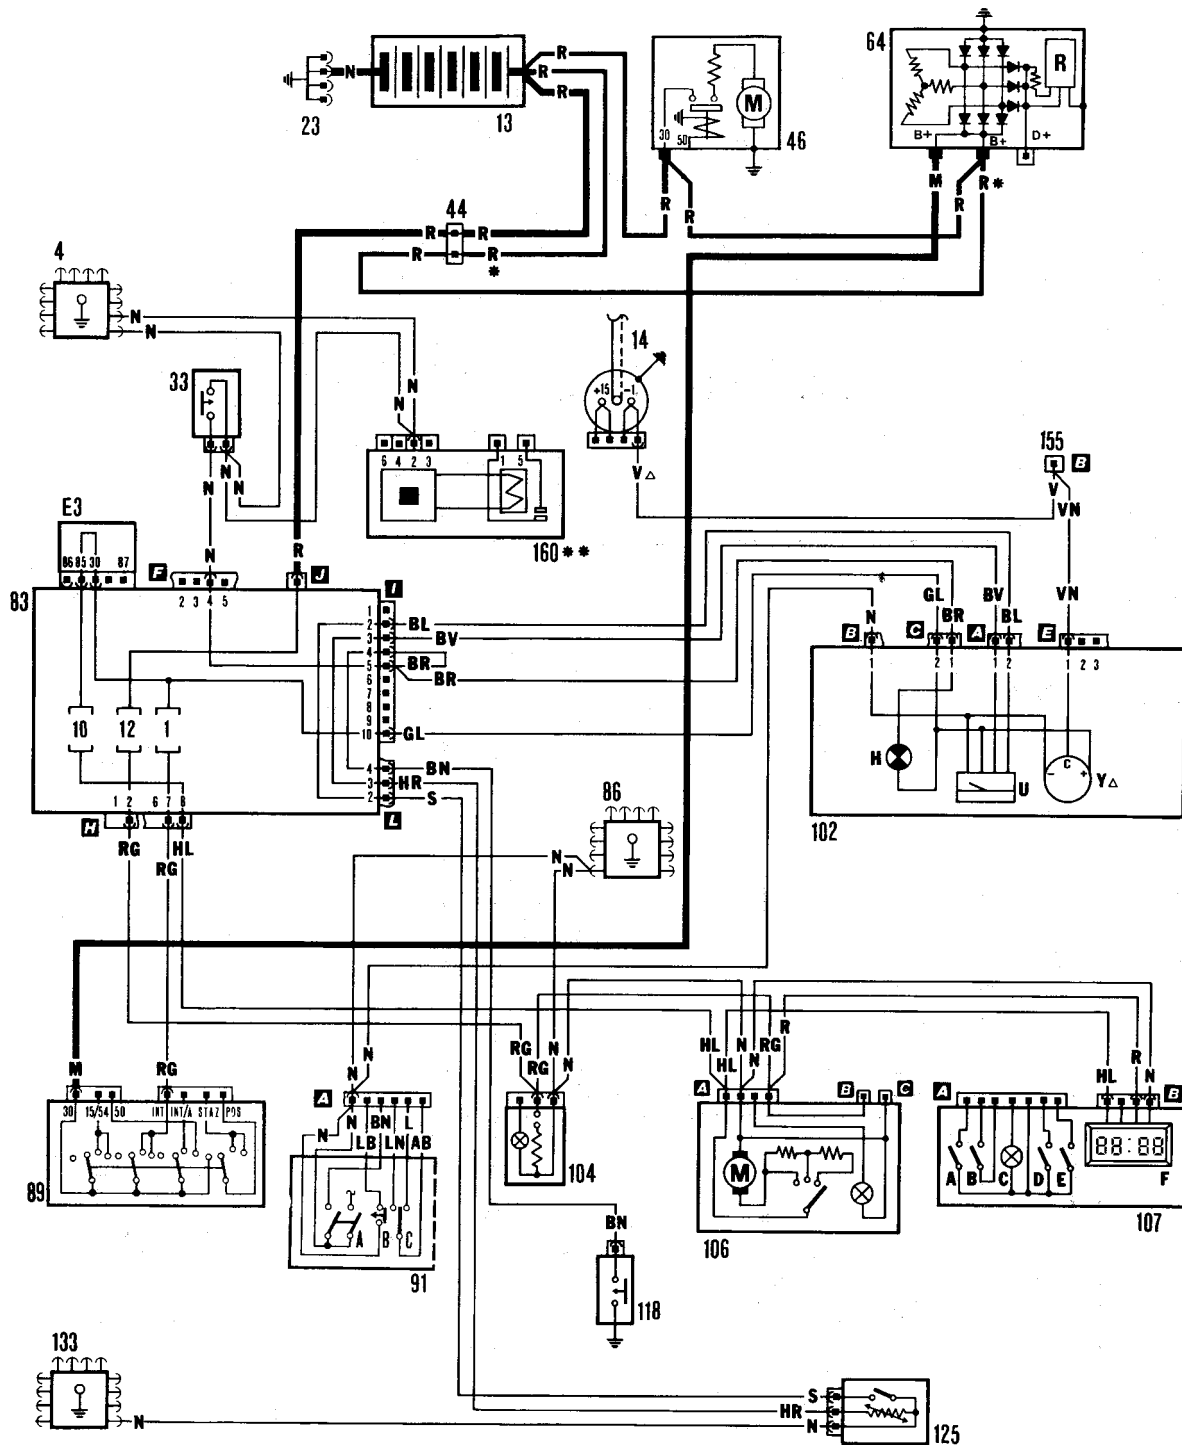 R
N
R
R
23
13
30
50
M
46
64
R
B+
B+
D+
M
R*
R
R
R
44
R
R
R
R
*
4
N
N
33
N
N
14
+15
-1
N
N
N
6 4 2 3
1 5
V△
155
B
V
VN
160**
E3
86 85 30 87
F
R
J
I
83
2 3 4 5
1
2
3
4
5
6
7
8
9
10
BL
BV
BR
BR
GL
N
GL
BR
BV
BL
VN
B
C
A
E
1
2 1
1 2
1 2 3
10
12
1
4
3
2
BN
HR
S
L
H
U
C
- +
Y△
102
1 2
6 7 8
H
RG
RG
HL
86
N
N
M
RG
N
N
RG
RG
N
N
HL
HL
N
N
RG
R
HL
R
N
30 15/54 50
INT INT/A STAZ POS
89
A
N
N
LB
BN
LN
L
AB
A B C
91
104
A
B
C
M
106
A
B
88:88
A B C D E F
107
BN
118
133
N
S
HR
N
125